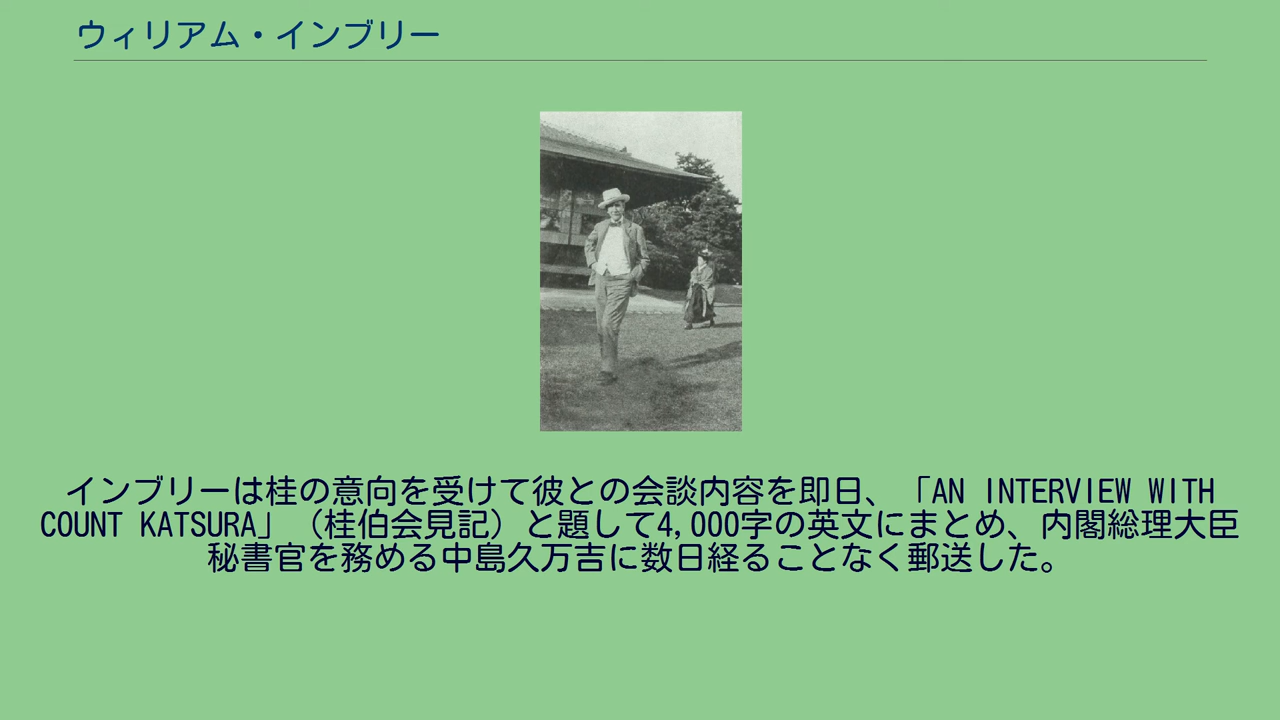 ウィリアム・インブリー
インブリーは桂の意向を受けて彼との会談内容を即日、「AN INTERVIEW WITH
COUNT KATSURA」（桂伯会見記）と題して4,000字の英文にまとめ、内閣総理大臣
秘書官を務める中島久万吉に数日経ることなく郵送した。